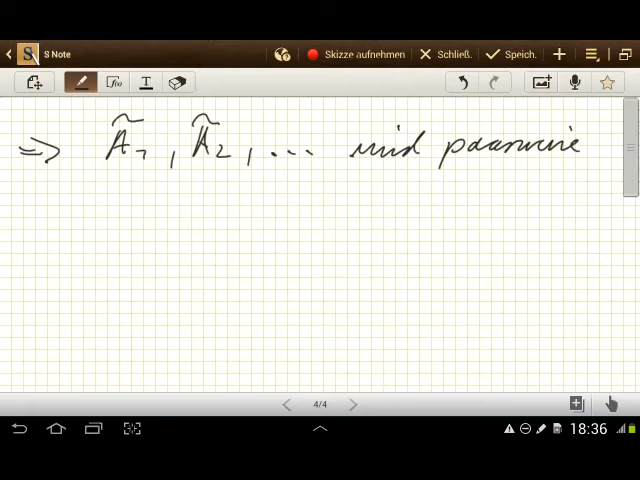 S Note
Skizze aufnehmen
Schließ.
Speich.
f(x)
T
⇒ Ã₁, Ã₂, ... sind paarweise
4/4
18:36